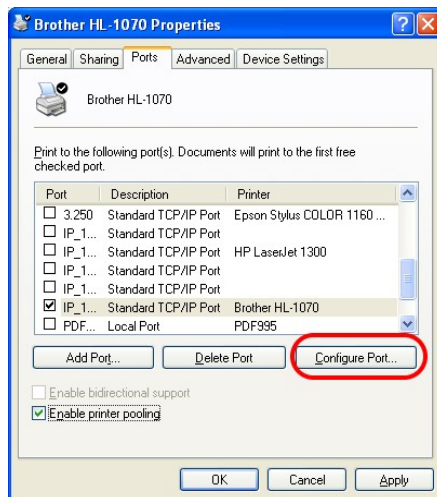 Brother HL-1070 Properties
General Sharing Ports Advanced Device Settings
Brother HL-1070
Print to the following port(s). Documents will print to the first free
checked port.
Port Description Printer
3.250 Standard TCP/IP Port Epson Stylus COLOR 1160 ...
IP_1... Standard TCP/IP Port
IP_1... Standard TCP/IP Port HP LaserJet 1300
IP_1... Standard TCP/IP Port
IP_1... Standard TCP/IP Port
IP_1... Standard TCP/IP Port Brother HL-1070
PDF... Local Port PDF995
Add Port... Delete Port Configure Port...
Enable bidirectional support
Enable printer pooling
OK Cancel Apply